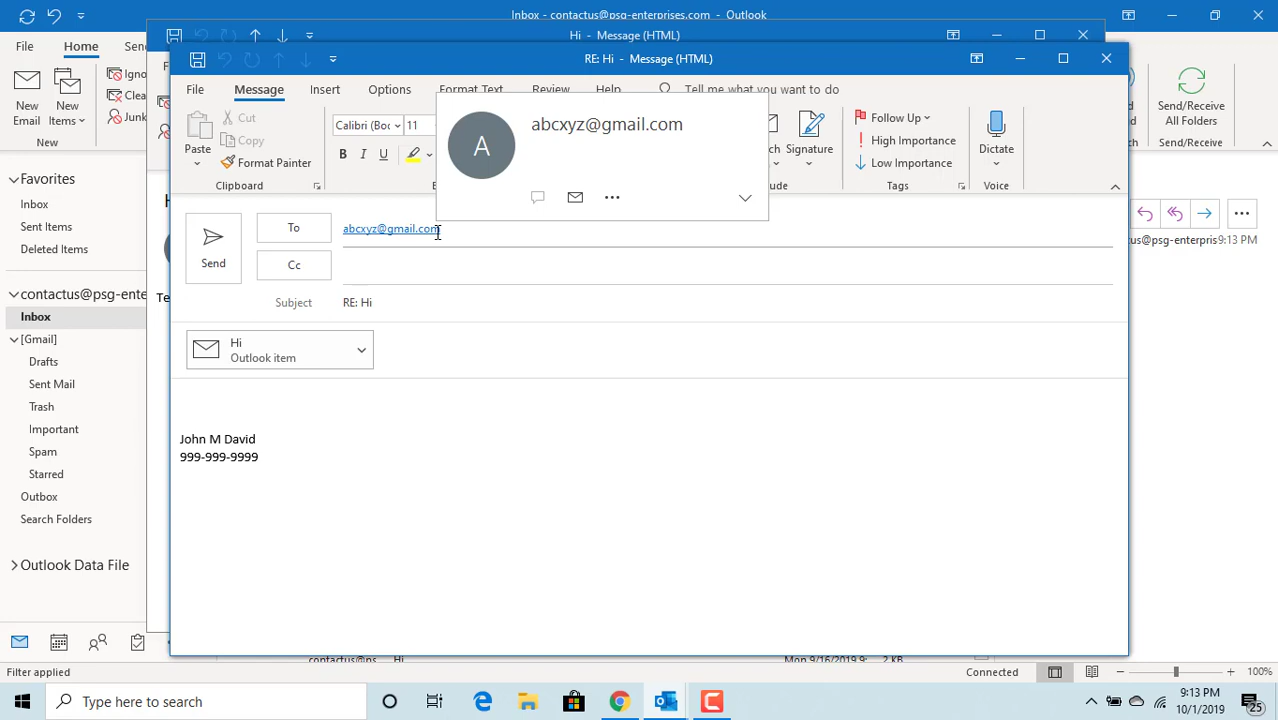 Inbox - contactus@psg-enterprises.com - Outlook
Hi - Message (HTML)
RE: Hi - Message (HTML)
File
Home
File
Message
Insert
Options
Format Text
Review
Help
Tell me what you want to do
New Email
New Items
New
Paste
Cut
Copy
Format Painter
Clipboard
Calibri (Boc
11
B I U
abcxyz@gmail.com
A
Signature
Follow Up
High Importance
Low Importance
Tags
Dictate
Voice
Send/Receive
All Folders
Send/Receive
Favorites
Inbox
Sent Items
Deleted Items
contactus@psg-ente
Inbox
[Gmail]
Drafts
Sent Mail
Trash
Important
Spam
Starred
Outbox
Search Folders
Outlook Data File
Send
To
abcxyz@gmail.com
Cc
Subject
RE: Hi
Hi
Outlook item
John M David
999-999-9999
9:13 PM
Filter applied
Connected
100%
Type here to search
9:13 PM
10/1/2019
25